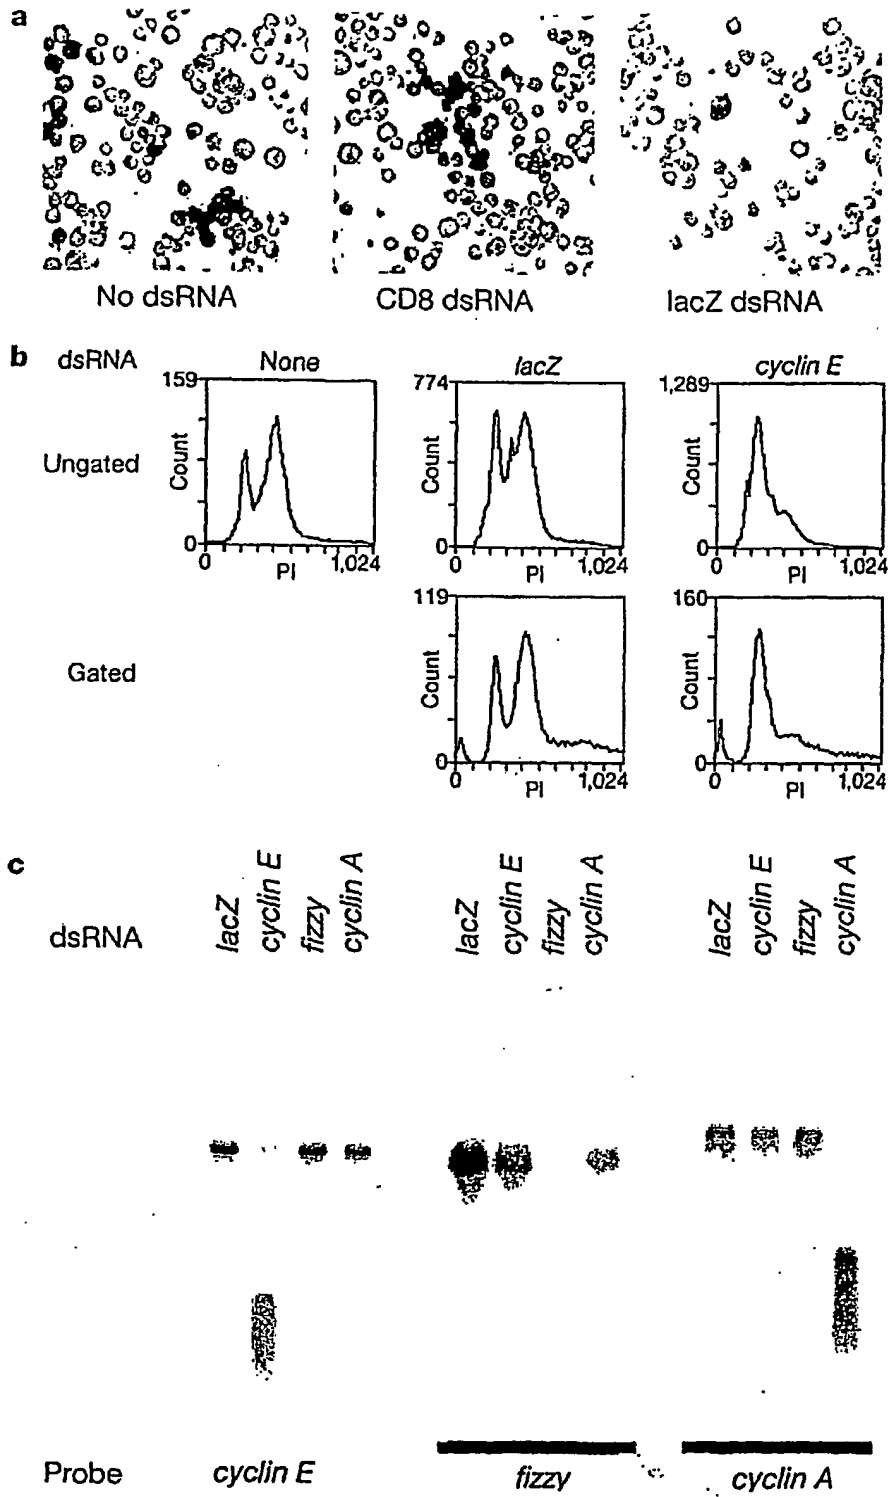 a
No dsRNA CD8 dsRNA lacZ dsRNA
b
dsRNA None lacZ cyclin E
159 774 1,289
Ungated Count Count Count
0 0 0
0 1,024 0 1,024 0 1,024
PI PI PI
119 160
Gated Count Count
0 0
0 1,024 0 1,024
PI PI
c
dsRNA lacZ cyclin E fizzy cyclin A lacZ cyclin E fizzy cyclin A lacZ cyclin E fizzy cyclin A
Probe cyclin E fizzy cyclin A